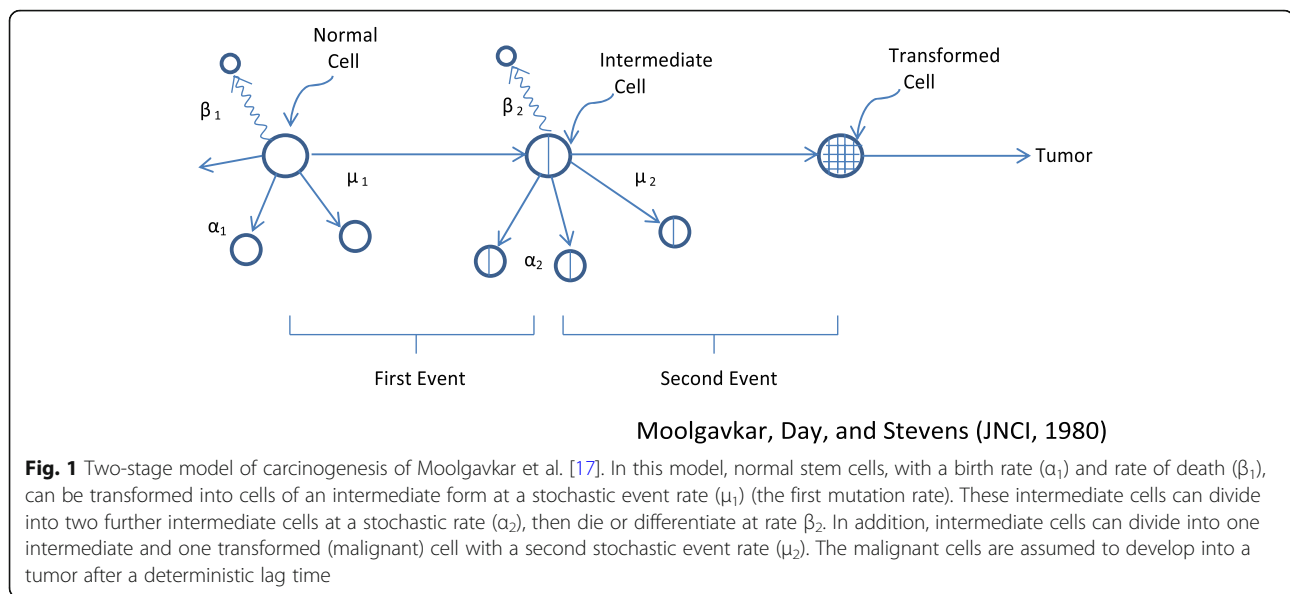 Normal
Cell
Intermediate
Cell
Transformed
Cell
β₁
β₂
μ₁
μ₂
Tumor
α₁
α₂
First Event
Second Event
Moolgavkar, Day, and Stevens (JNCI, 1980)
Fig. 1 Two-stage model of carcinogenesis of Moolgavkar et al. [17]. In this model, normal stem cells, with a birth rate (α₁) and rate of death (β₁),
can be transformed into cells of an intermediate form at a stochastic event rate (μ₁) (the first mutation rate). These intermediate cells can divide
into two further intermediate cells at a stochastic rate (α₂), then die or differentiate at rate β₂. In addition, intermediate cells can divide into one
intermediate and one transformed (malignant) cell with a second stochastic event rate (μ₂). The malignant cells are assumed to develop into a
tumor after a deterministic lag time